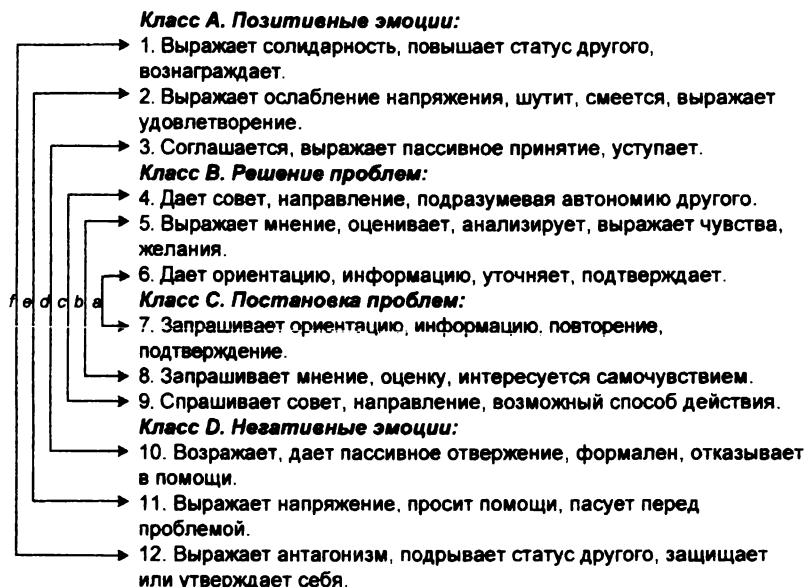 Класс А. Позитивные эмоции:
1. Выражает солидарность, повышает статус другого,
вознаграждает.
2. Выражает ослабление напряжения, шутит, смеется, выражает
удовлетворение.
3. Соглашается, выражает пассивное принятие, уступает.
Класс В. Решение проблем:
4. Дает совет, направление, подразумевая автономию другого.
5. Выражает мнение, оценивает, анализирует, выражает чувства,
желания.
6. Дает ориентацию, информацию, уточняет, подтверждает.
f e d c b a
Класс С. Постановка проблем:
7. Запрашивает ориентацию, информацию, повторение,
подтверждение.
8. Запрашивает мнение, оценку, интересуется самочувствием.
9. Спрашивает совет, направление, возможный способ действия.
Класс D. Негативные эмоции:
10. Возражает, дает пассивное отвержение, формален, отказывает
в помощи.
11. Выражает напряжение, просит помощи, пасует перед
проблемой.
12. Выражает антагонизм, подрывает статус другого, защищает
или утверждает себя.